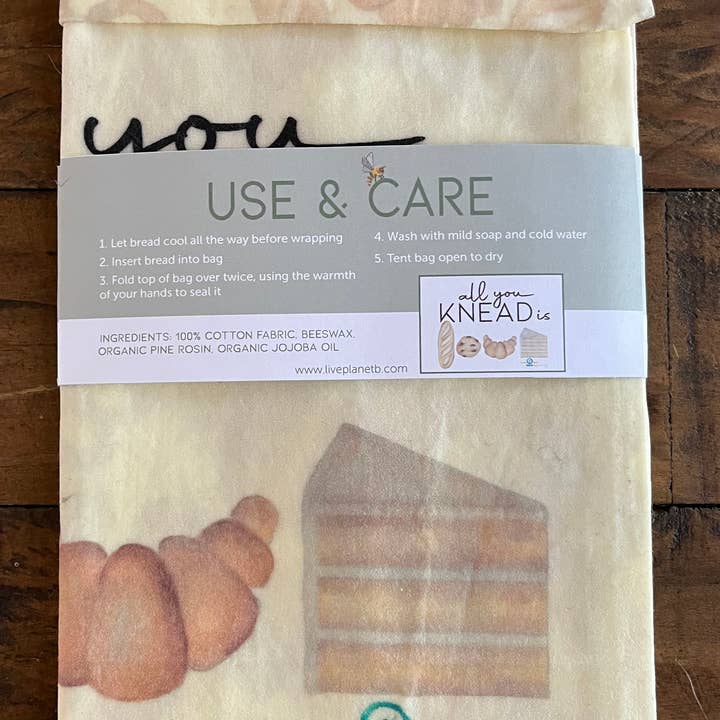 you
USE & CARE
1. Let bread cool all the way before wrapping
2. Insert bread into bag
3. Fold top of bag over twice, using the warmth
of your hands to seal it
4. Wash with mild soap and cold water
5. Tent bag open to dry
all you
KNEAD is
INGREDIENTS: 100% COTTON FABRIC, BEESWAX,
ORGANIC PINE ROSIN, ORGANIC JOJOBA OIL
www.liveplanetb.com